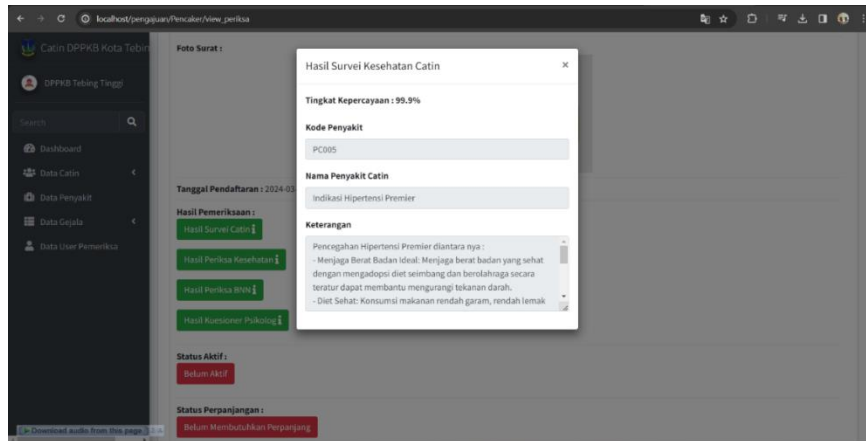 localhost/pengajuan/Pencaker/view_periksa
Catin DPPKB Kota Tebin
DPPKB Tebing Tinggi
Search
Dashboard
Data Catin
Data Penyakit
Data Gejala
Data User Pemeriksa
Foto Surat :
Tanggal Pendaftaran : 2024-03
Hasil Pemeriksaan :
Hasil Survei Catin
Hasil Periksa Kesehatan
Hasil Periksa BNN
Hasil Kuesioner Psikolog
Status Aktif :
Belum Aktif
Status Perpanjangan :
Belum Membutuhkan Perpanjang
Hasil Survei Kesehatan Catin
×
Tingkat Kepercayaan : 99.9%
Kode Penyakit
PC005
Nama Penyakit Catin
Indikasi Hipertensi Premier
Keterangan
Pencegahan Hipertensi Premier diantara nya :
- Menjaga Berat Badan Ideal: Menjaga berat badan yang sehat
dengan mengadopsi diet seimbang dan berolahraga secara
teratur dapat membantu mengurangi tekanan darah.
- Diet Sehat: Konsumsi makanan rendah garam, rendah lemak
Download audio from this page